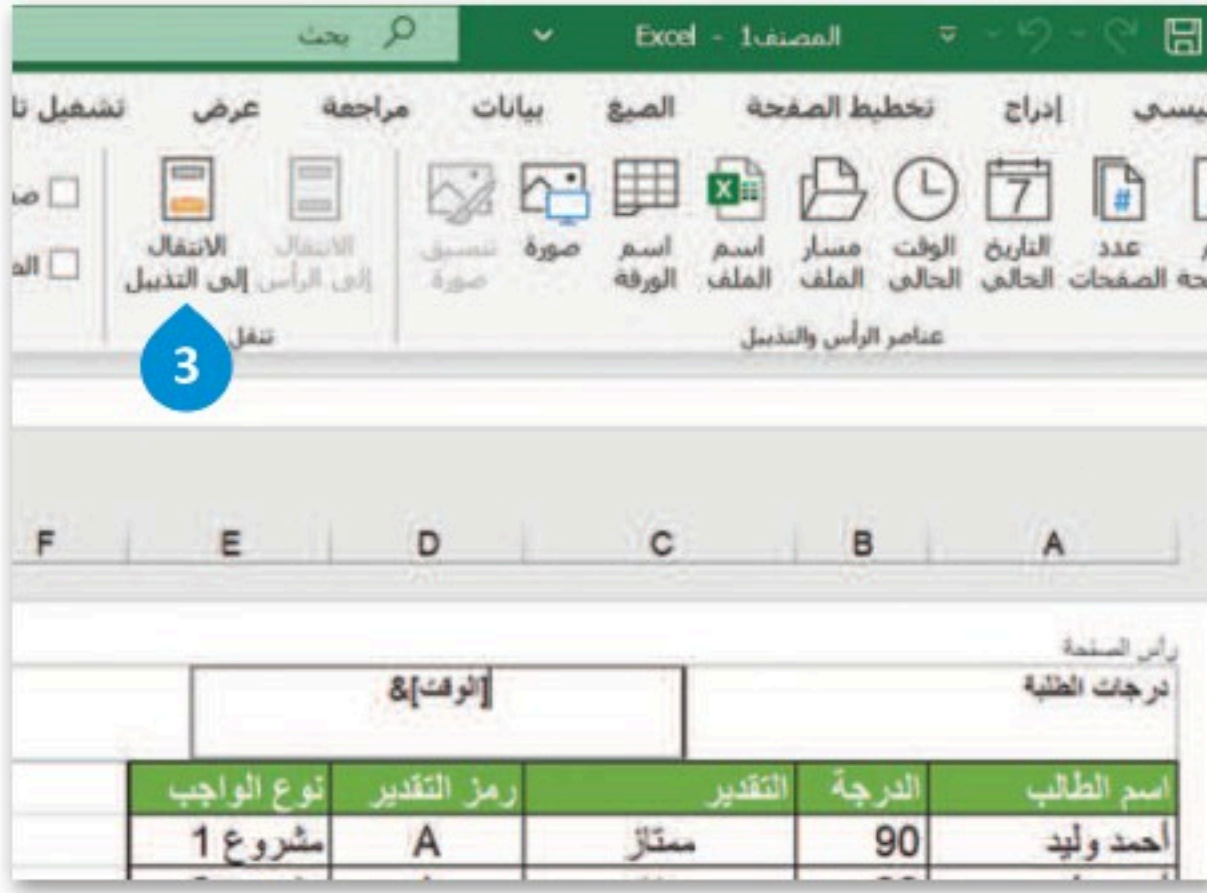 المصنف1 - Excel
بحث
إدراج
تخطيط الصفحة
الصيغ
بيانات
مراجعة
عرض
تشغيل
عدد الصفحات
التاريخ الحالي
الوقت الحالي
مسار الملف
اسم الملف
اسم الورقة
صورة
تنسيق صورة
الانتقال إلى الرأس
الانتقال إلى التذييل
عناصر الرأس والتذييل
تنقل
3
A B C D E F
رأس الصفحة
درجات الطلبة
&[الوقت]
اسم الطالب الدرجة التقدير رمز التقدير نوع الواجب
أحمد وليد 90 ممتاز A مشروع 1